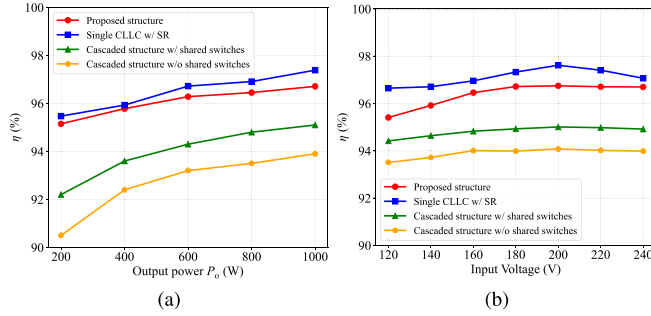 100
98
96
94
92
90
η (%)
Proposed structure
Single CLLC w/ SR
Cascaded structure w/ shared switches
Cascaded structure w/o shared switches
200 400 600 800 1000
Output power Po (W)
(a)
100
98
96
94
92
90
η (%)
Proposed structure
Single CLLC w/ SR
Cascaded structure w/ shared switches
Cascaded structure w/o shared switches
120 140 160 180 200 220 240
Input Voltage (V)
(b)